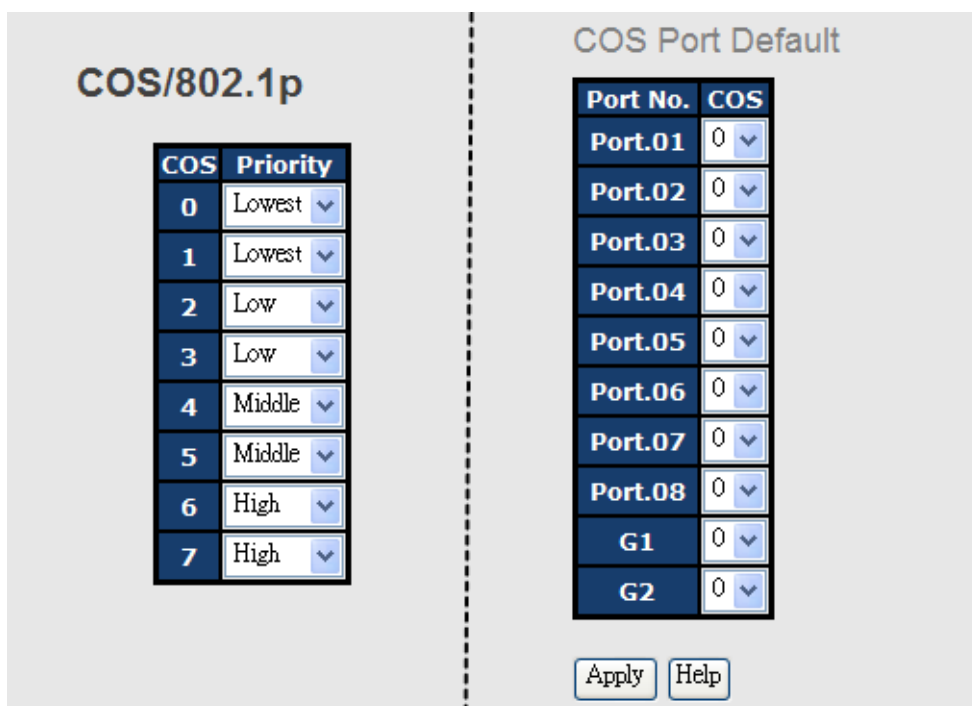 COS/802.1p
COS Priority
0 Lowest
1 Lowest
2 Low
3 Low
4 Middle
5 Middle
6 High
7 High
COS Port Default
Port No. COS
Port.01 0
Port.02 0
Port.03 0
Port.04 0
Port.05 0
Port.06 0
Port.07 0
Port.08 0
G1 0
G2 0
Apply Help